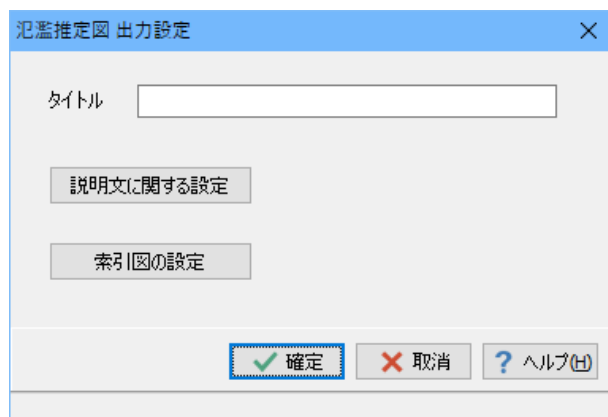 氾濫推定図 出力設定
タイトル
説明文に関する設定
索引図の設定
確定 取消 ヘルプ(H)